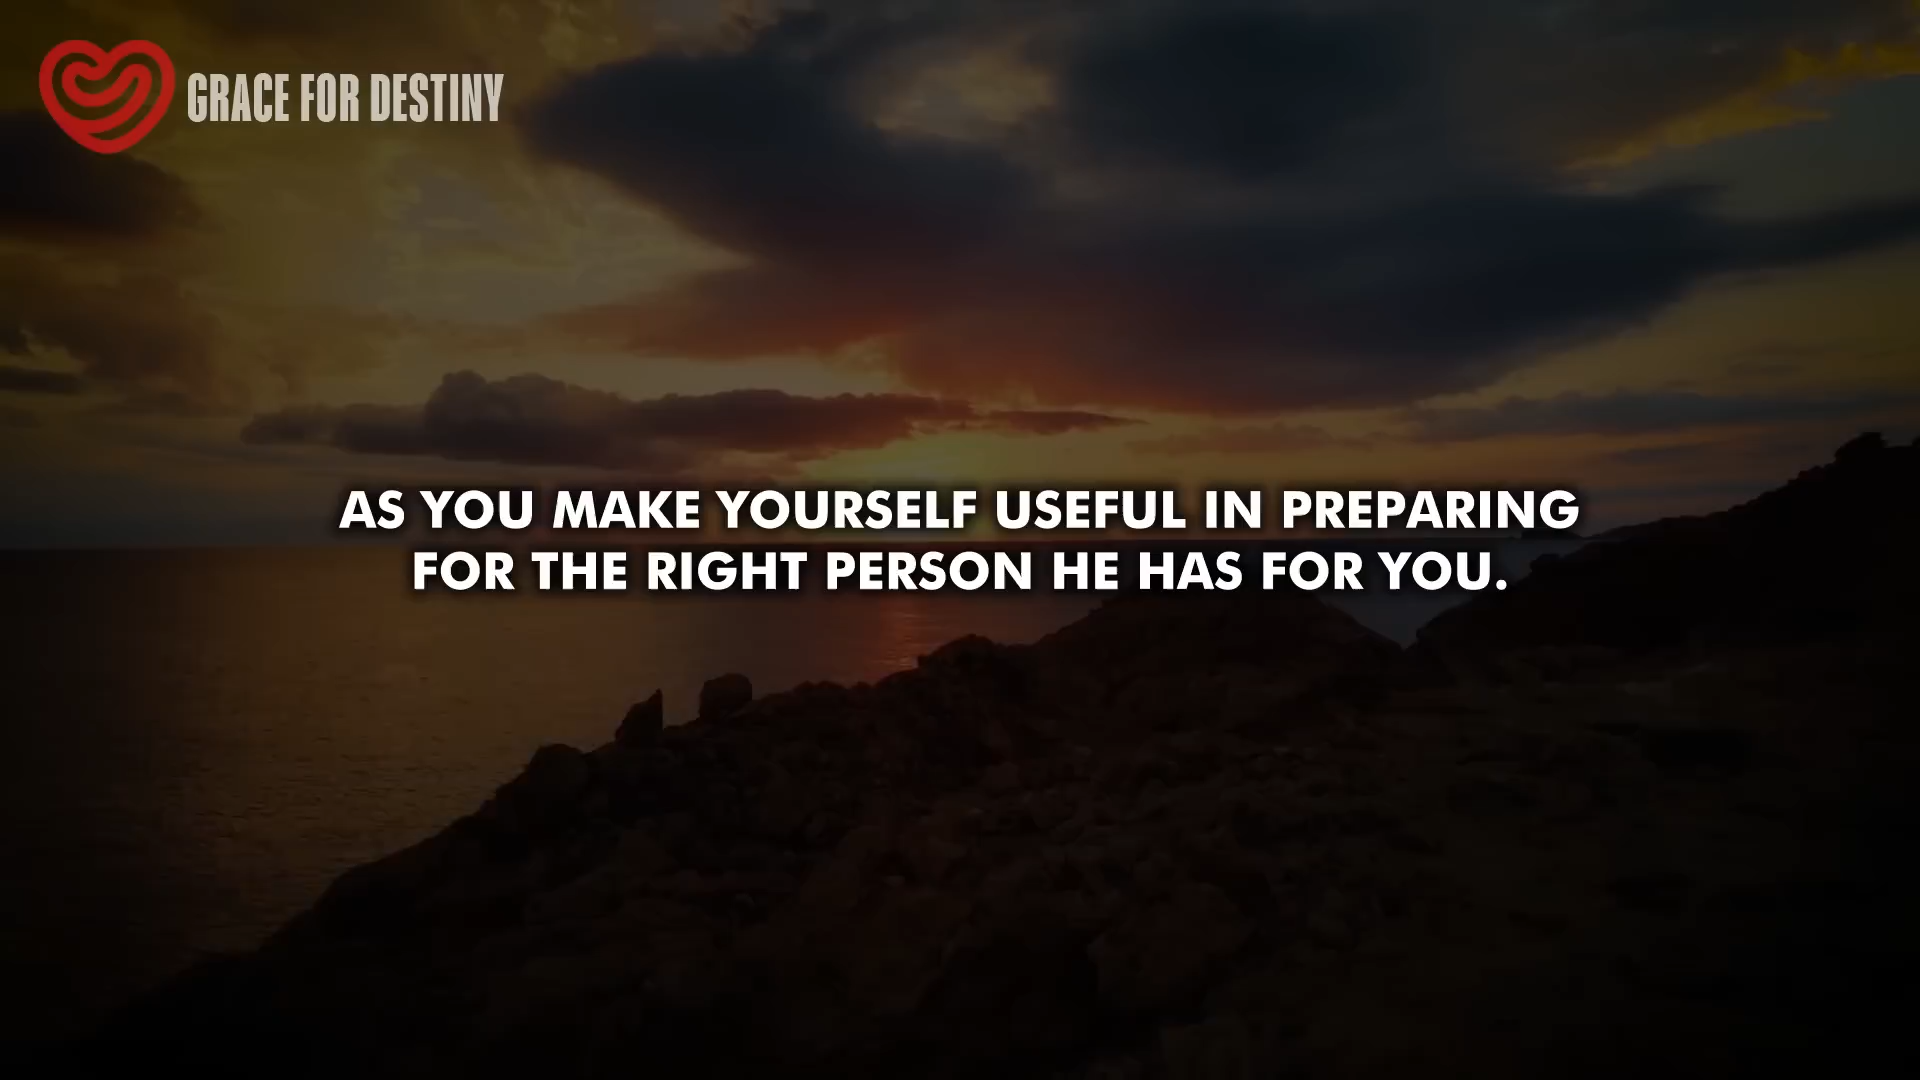 GRACE FOR DESTINY
AS YOU MAKE YOURSELF USEFUL IN PREPARING
FOR THE RIGHT PERSON HE HAS FOR YOU.